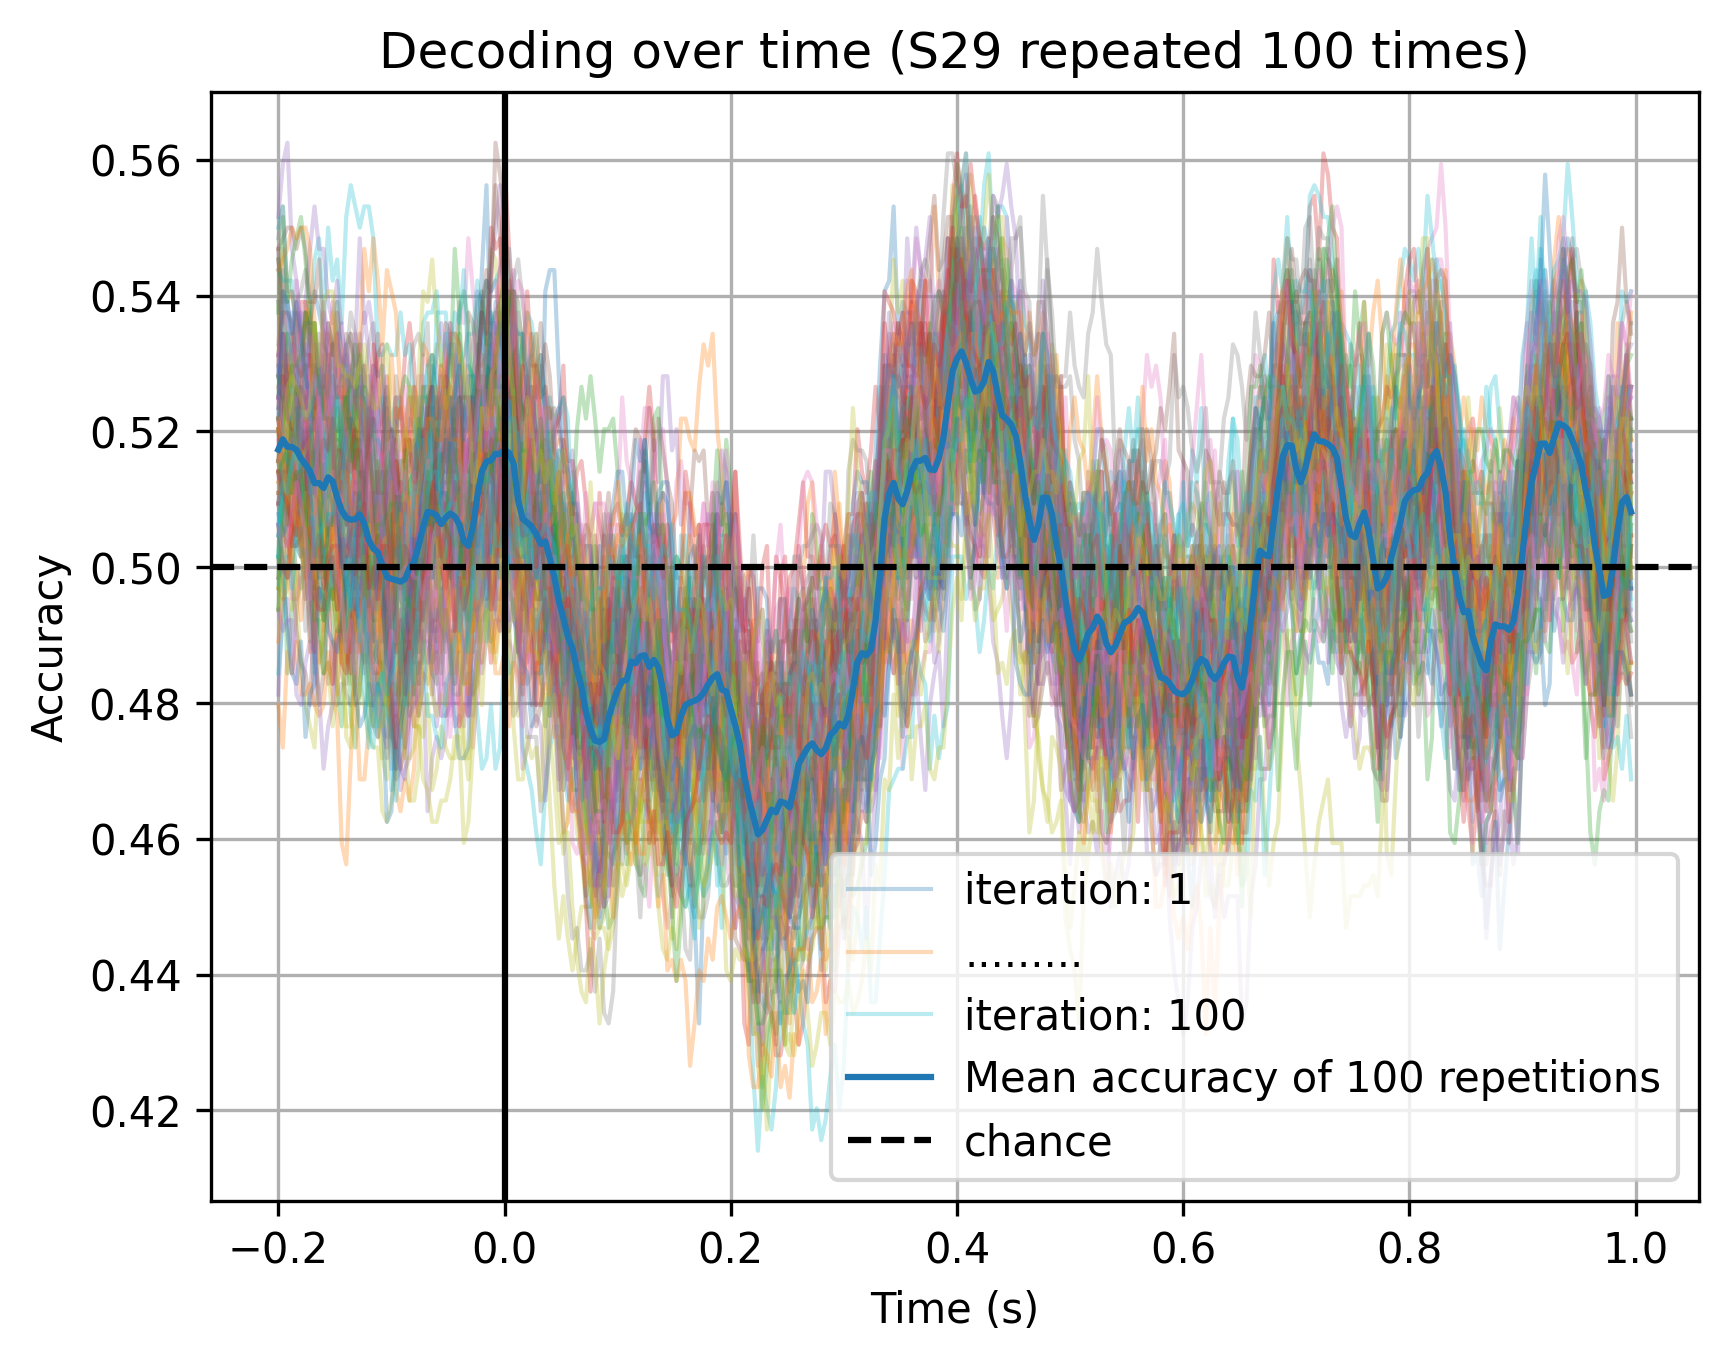 Decoding over time (S29 repeated 100 times)
Accuracy
0.56
0.54
0.52
0.50
0.48
0.46
0.44
0.42
iteration: 1
.........
iteration: 100
Mean accuracy of 100 repetitions
chance
−0.2 0.0 0.2 0.4 0.6 0.8 1.0
Time (s)